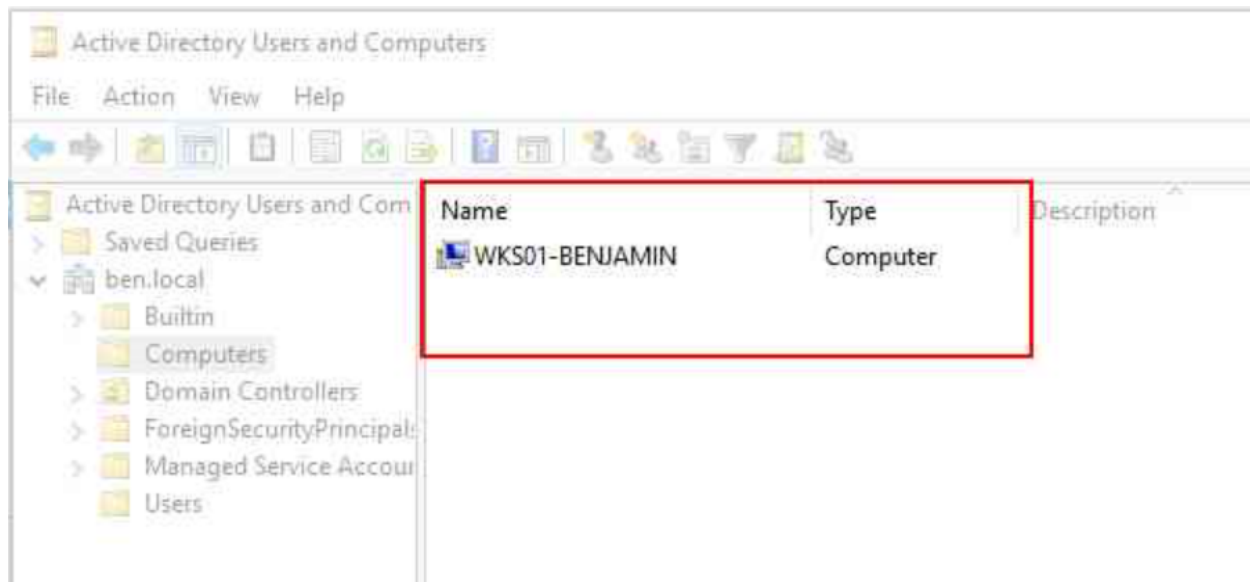 Active Directory Users and Computers
File Action View Help
Active Directory Users and Com
Saved Queries
ben.local
Builtin
Computers
Domain Controllers
ForeignSecurityPrincipals
Managed Service Accour
Users
Name Type Description
WKS01-BENJAMIN Computer